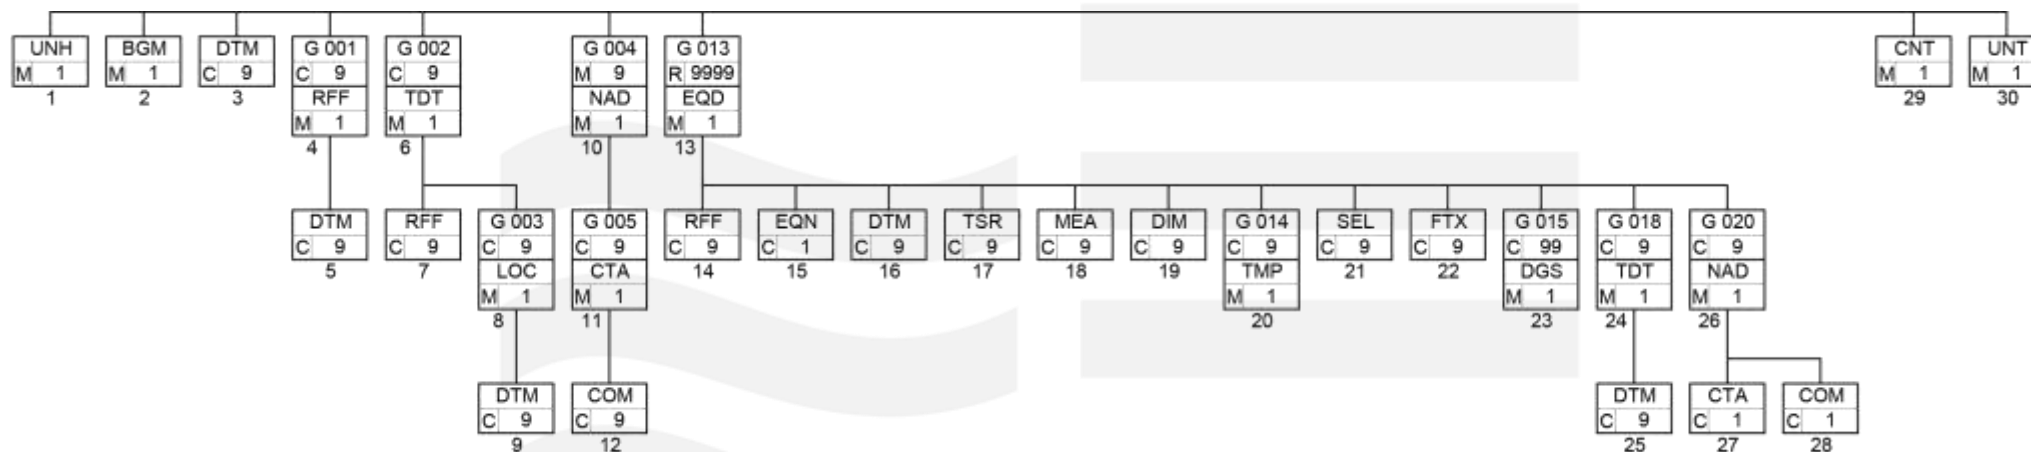 UNH BGM DTM G 001 G 002 G 004 G 013 CNT UNT
M 1 M 1 C 9 C 9 C 9 M 9 R 9999 M 1 M 1
1 2 3 RFF TDT NAD EQD 29 30
M 1 M 1 M 1 M 1
4 6 10 13
DTM RFF G 003 G 005 RFF EQN DTM TSR MEA DIM G 014 SEL FTX G 015 G 018 G 020
C 9 C 9 C 9 C 9 C 9 C 1 C 9 C 9 C 9 C 9 C 9 C 9 C 9 C 99 C 9 C 9
5 7 LOC CTA 14 15 16 17 18 19 TMP 21 22 DGS TDT NAD
M 1 M 1 M 1 M 1 M 1 M 1
8 11 20 23 24 26
DTM COM DTM CTA COM
C 9 C 9 C 9 C 1 C 1
9 12 25 27 28